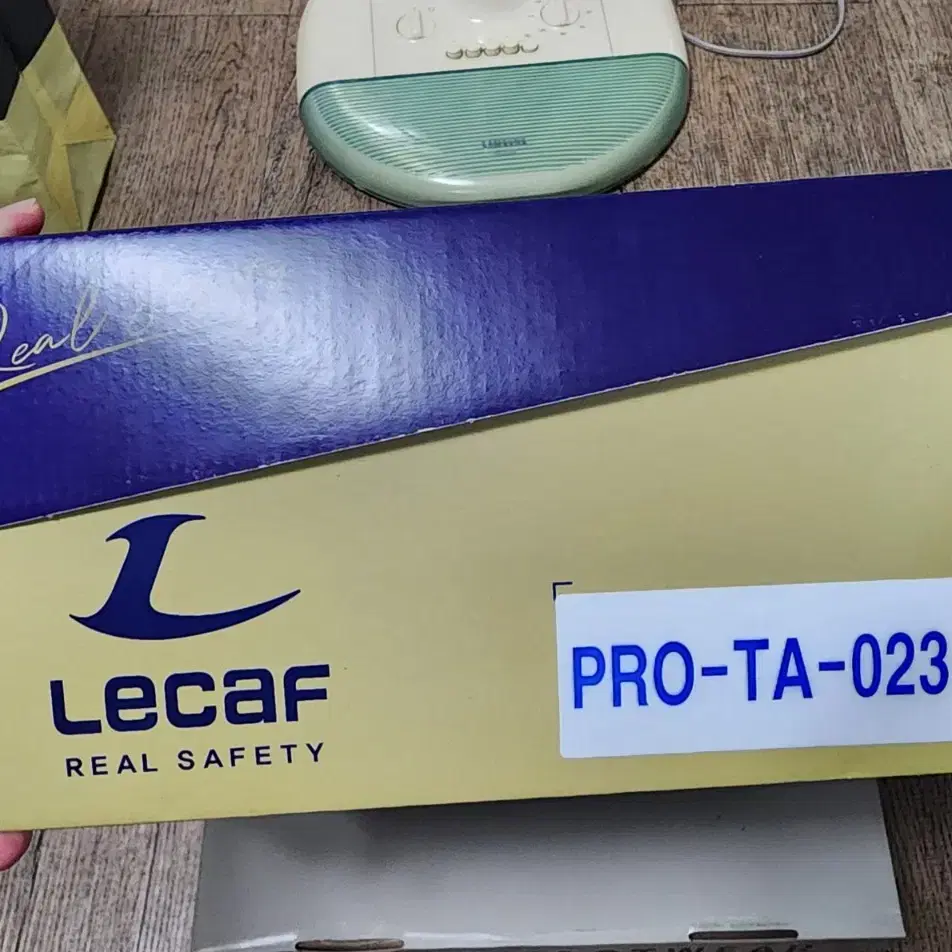 Real
Lecaf
REAL SAFETY
PRO-TA-023